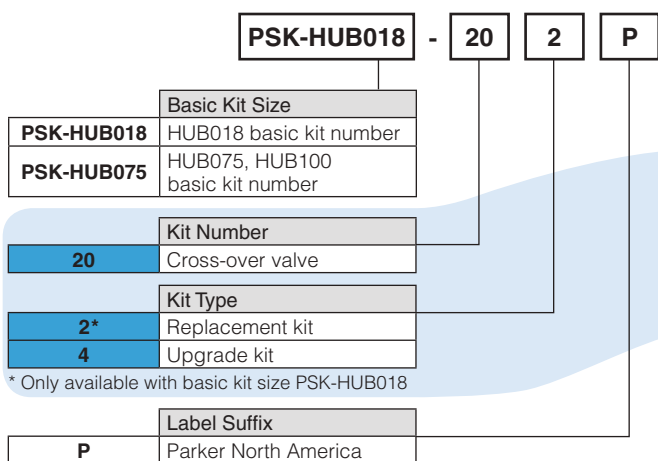 PSK-HUB018 - 20 2 P
Basic Kit Size
PSK-HUB018 HUB018 basic kit number
PSK-HUB075 HUB075, HUB100
basic kit number
Kit Number
20 Cross-over valve
Kit Type
2* Replacement kit
4 Upgrade kit
* Only available with basic kit size PSK-HUB018
Label Suffix
P Parker North America